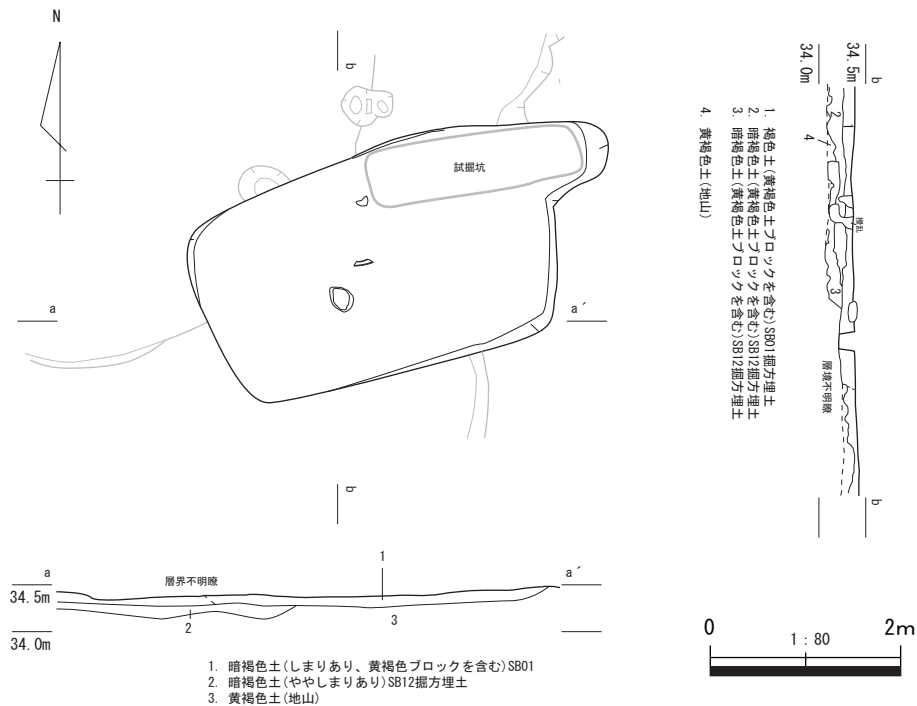 N
b
試掘坑
a
a´
b
34.0m
34.5m
b
2
1
4
撹乱
3
層境不明瞭
b
1. 褐色土(黄褐色土ブロックを含む)SB01掘方埋土
2. 暗褐色土(黄褐色土ブロックを含む)SB12掘方埋土
3. 暗褐色土(黄褐色土ブロックを含む)SB12掘方埋土
4. 黄褐色土(地山)
a
層界不明瞭
1
a´
34.5m
34.0m
2
3
1. 暗褐色土(しまりあり、黄褐色ブロックを含む)SB01
2. 暗褐色土(ややしまりあり)SB12掘方埋土
3. 黄褐色土(地山)
0
1：80
2m